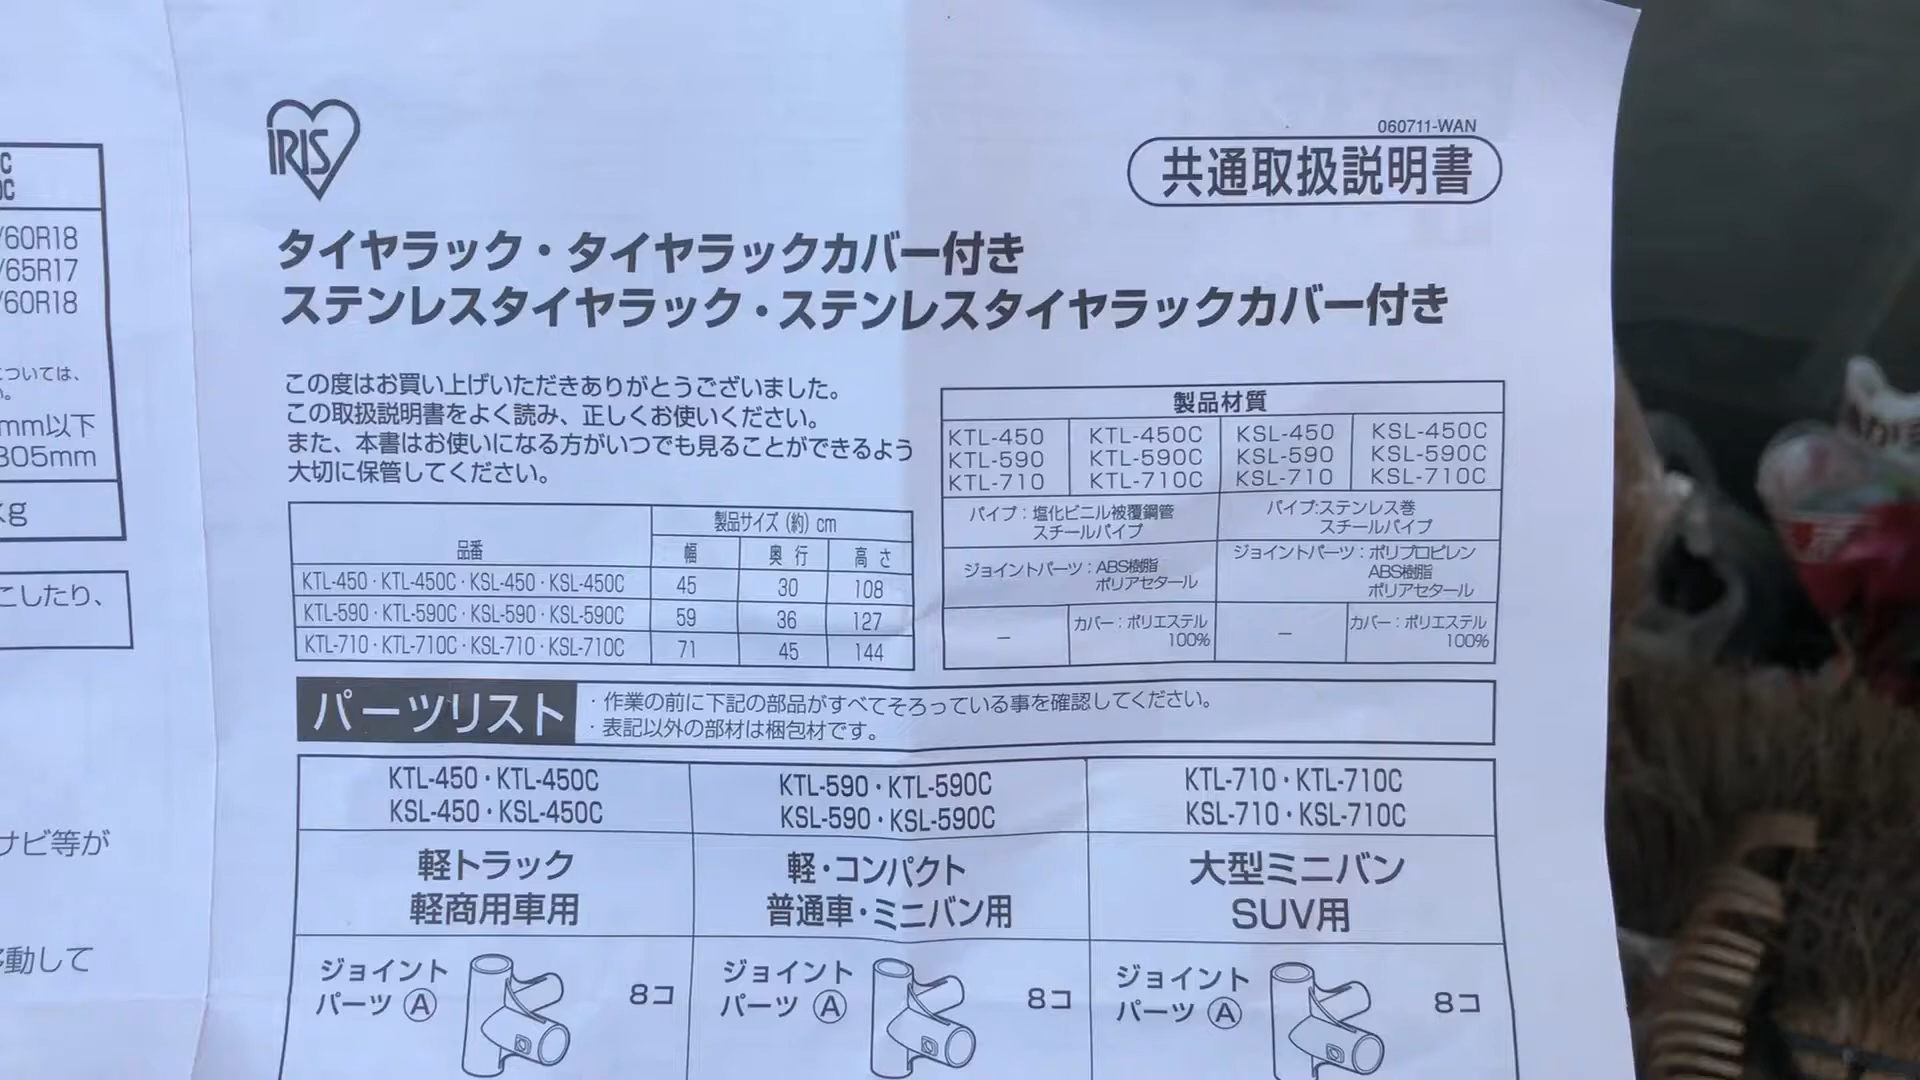 C
0C
/60R18
/65R17
/60R18
については、
mm以下
305mm
kg
こしたり、
サビ等が
移動して
IRIS
060711-WAN
共通取扱説明書
タイヤラック・タイヤラックカバー付き
ステンレスタイヤラック・ステンレスタイヤラックカバー付き
この度はお買い上げいただきありがとうございました。
この取扱説明書をよく読み、正しくお使いください。
また、本書はお使いになる方がいつでも見ることができるよう
大切に保管してください。
品番 製品サイズ(約)cm
幅 奥行 高さ
KTL-450・KTL-450C・KSL-450・KSL-450C 45 30 108
KTL-590・KTL-590C・KSL-590・KSL-590C 59 36 127
KTL-710・KTL-710C・KSL-710・KSL-710C 71 45 144
製品材質
KTL-450 KTL-450C KSL-450 KSL-450C
KTL-590 KTL-590C KSL-590 KSL-590C
KTL-710 KTL-710C KSL-710 KSL-710C
パイプ：塩化ビニル被覆鋼管 パイプ:ステンレス巻
スチールパイプ スチールパイプ
ジョイントパーツ：ABS樹脂 ジョイントパーツ：ポリプロピレン
ポリアセタール ABS樹脂
ポリアセタール
— カバー：ポリエステル — カバー：ポリエステル
100% 100%
パーツリスト
・作業の前に下記の部品がすべてそろっている事を確認してください。
・表記以外の部材は梱包材です。
KTL-450・KTL-450C KTL-590・KTL-590C KTL-710・KTL-710C
KSL-450・KSL-450C KSL-590・KSL-590C KSL-710・KSL-710C
軽トラック 軽・コンパクト 大型ミニバン
軽商用車用 普通車・ミニバン用 SUV用
ジョイント ジョイント ジョイント
パーツ Ⓐ 8コ パーツ Ⓐ 8コ パーツ Ⓐ 8コ